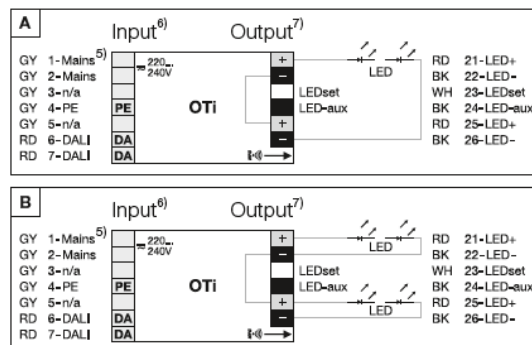 A
Input6) Output7)
GY 1-Mains5) 220... + RD 21-LED+
GY 2-Mains 240V − LED BK 22-LED-
GY 3-n/a LEDset WH 23-LEDset
GY 4-PE PE OTi LED-aux BK 24-LED-aux
GY 5-n/a + RD 25-LED+
RD 6-DALI DA − BK 26-LED-
RD 7-DALI DA
B
Input6) Output7)
GY 1-Mains5) 220... + RD 21-LED+
GY 2-Mains 240V − LED BK 22-LED-
GY 3-n/a LEDset WH 23-LEDset
GY 4-PE PE OTi LED-aux BK 24-LED-aux
GY 5-n/a + RD 25-LED+
RD 6-DALI DA − LED BK 26-LED-
RD 7-DALI DA